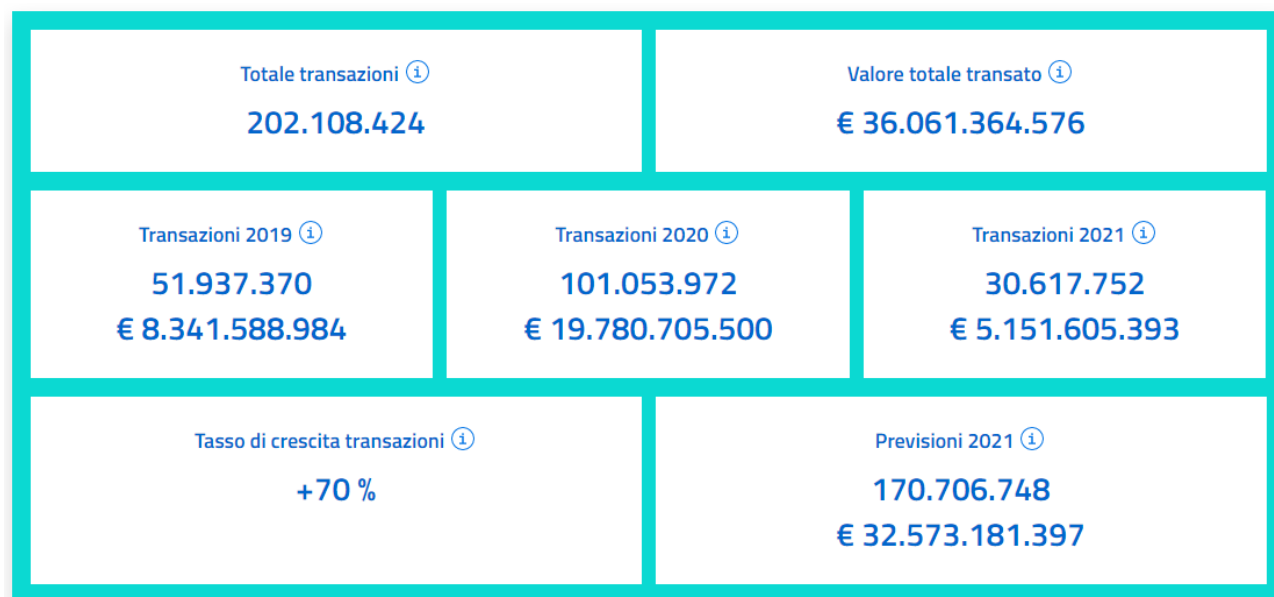 Totale transazioni
202.108.424
Valore totale transato
€ 36.061.364.576
Transazioni 2019
51.937.370
€ 8.341.588.984
Transazioni 2020
101.053.972
€ 19.780.705.500
Transazioni 2021
30.617.752
€ 5.151.605.393
Tasso di crescita transazioni
+70 %
Previsioni 2021
170.706.748
€ 32.573.181.397